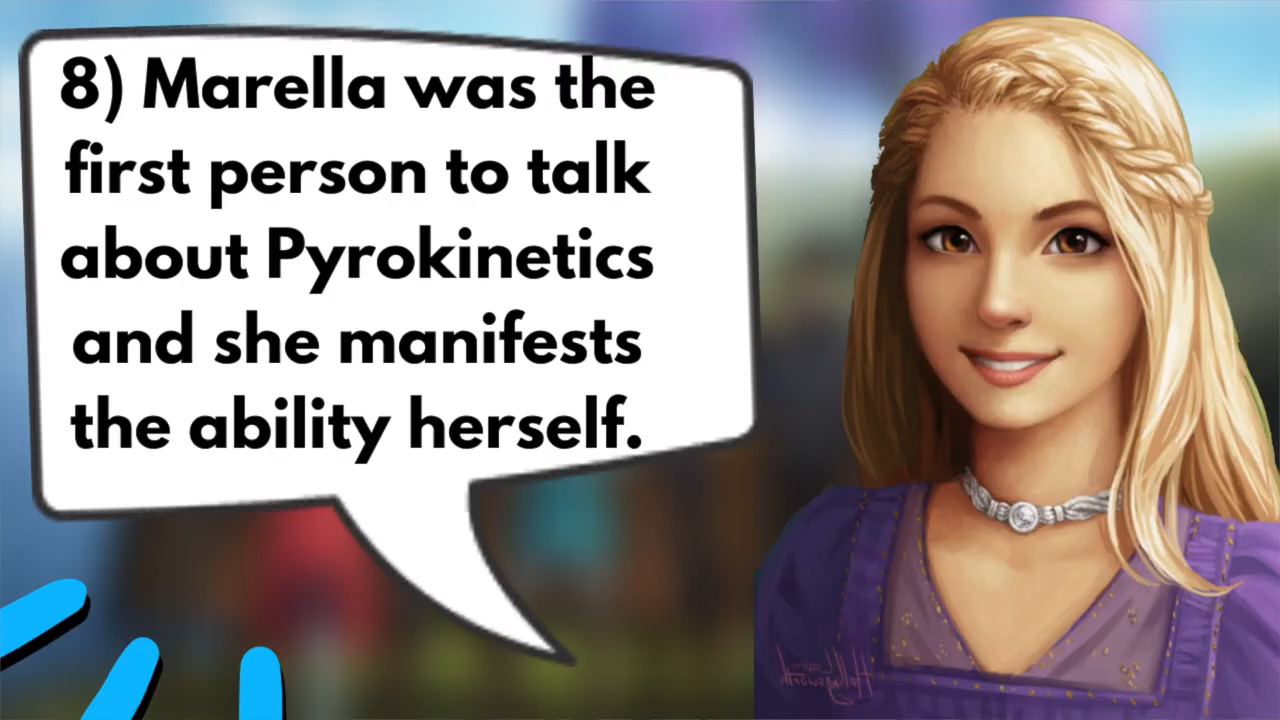 8) Marella was the
first person to talk
about Pyrokinetics
and she manifests
the ability herself.